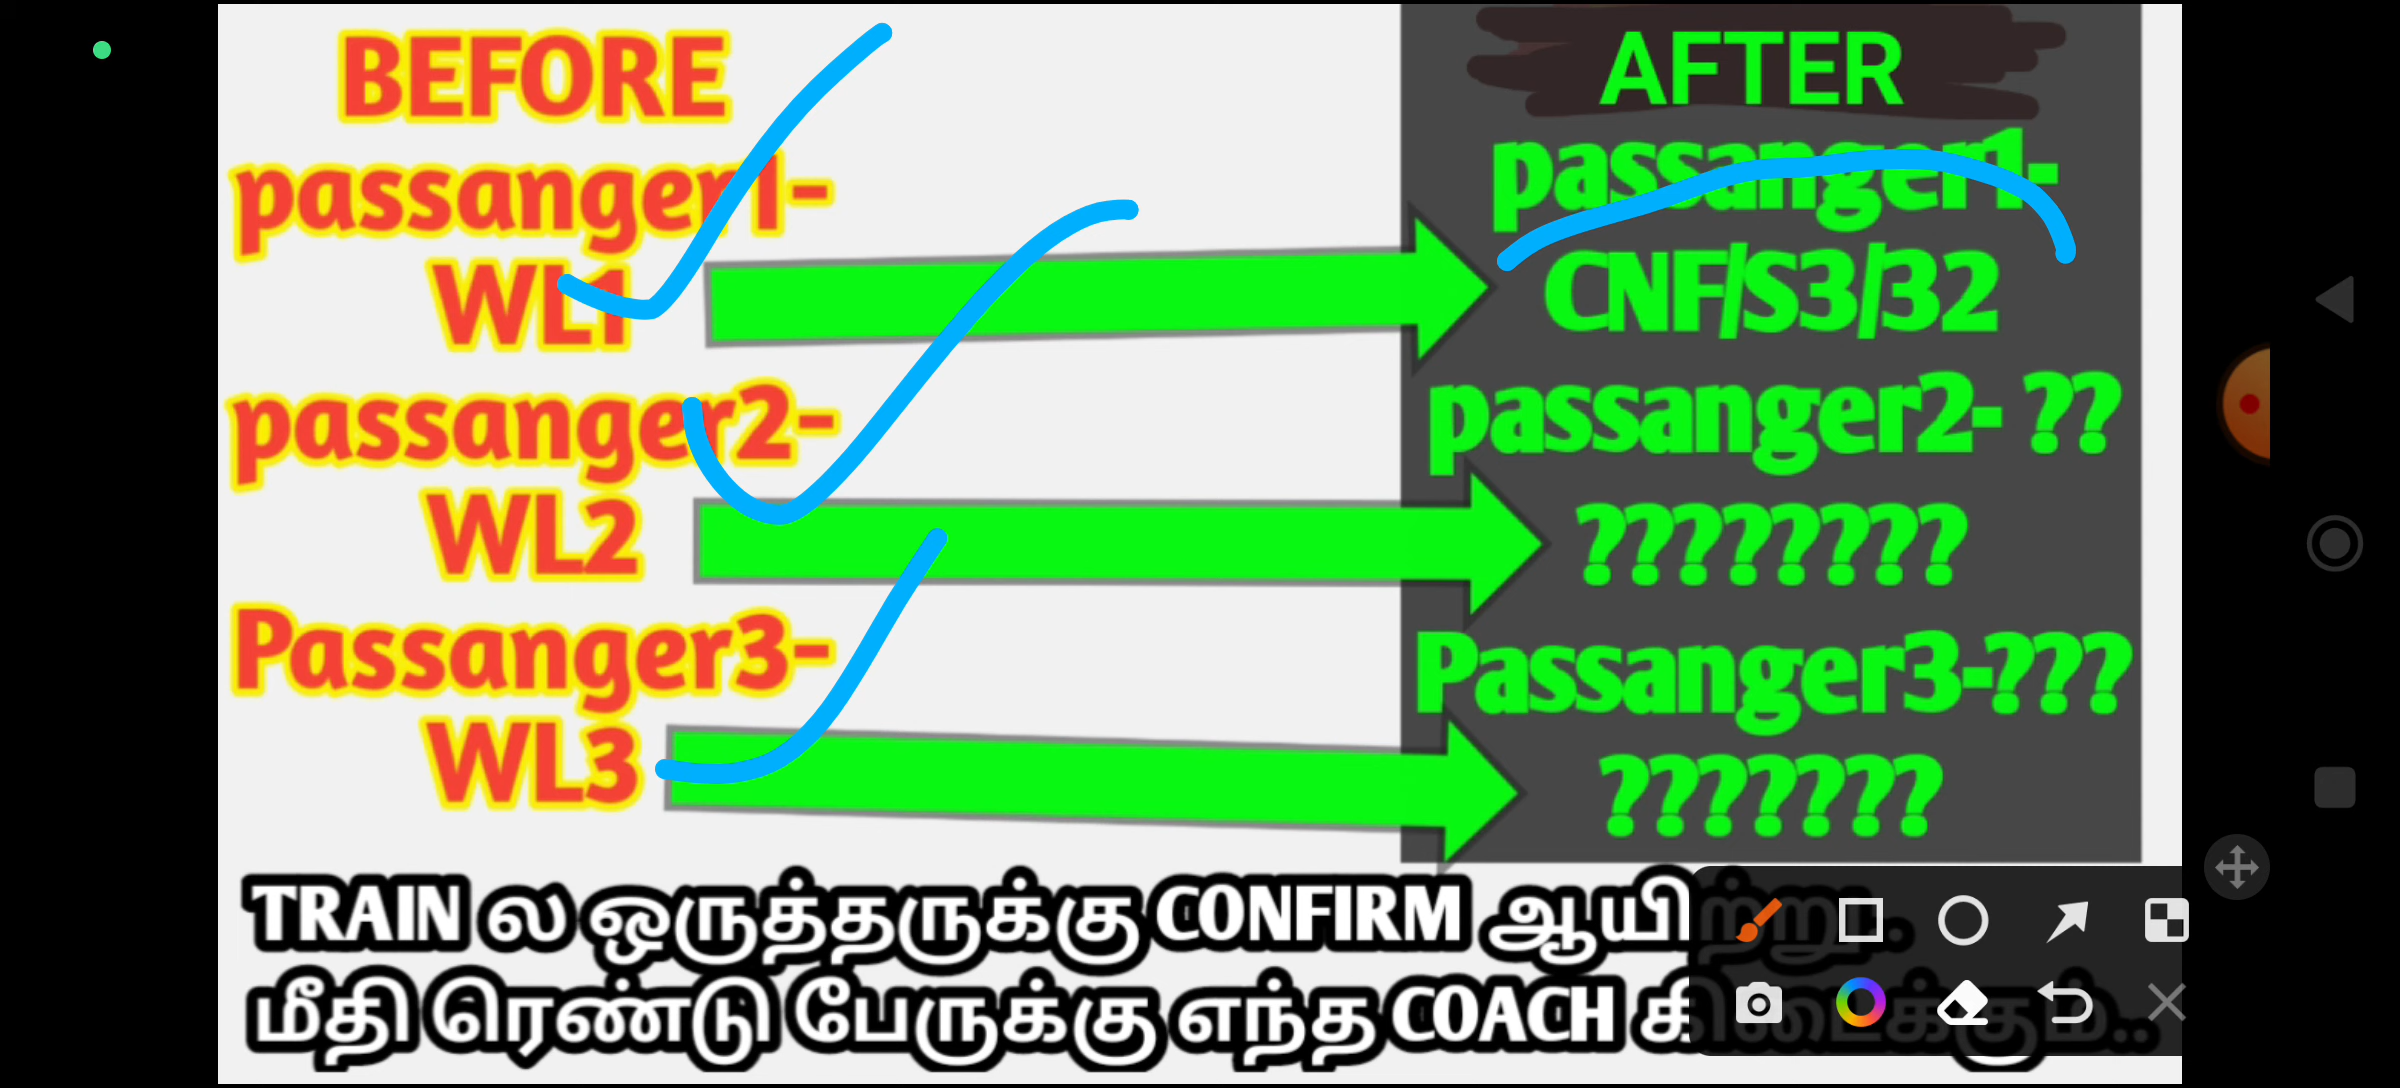 BEFORE
passanger1-
WL1
passanger2-
WL2
Passanger3-
WL3
AFTER
passanger1-
CNF/S3/32
passanger2- ??
????????
Passanger3-???
???????
TRAIN ல ஒருத்தருக்கு CONFIRM ஆயிற்று..
மீதி ரெண்டு பேருக்கு எந்த COACH கிடைக்கும்..